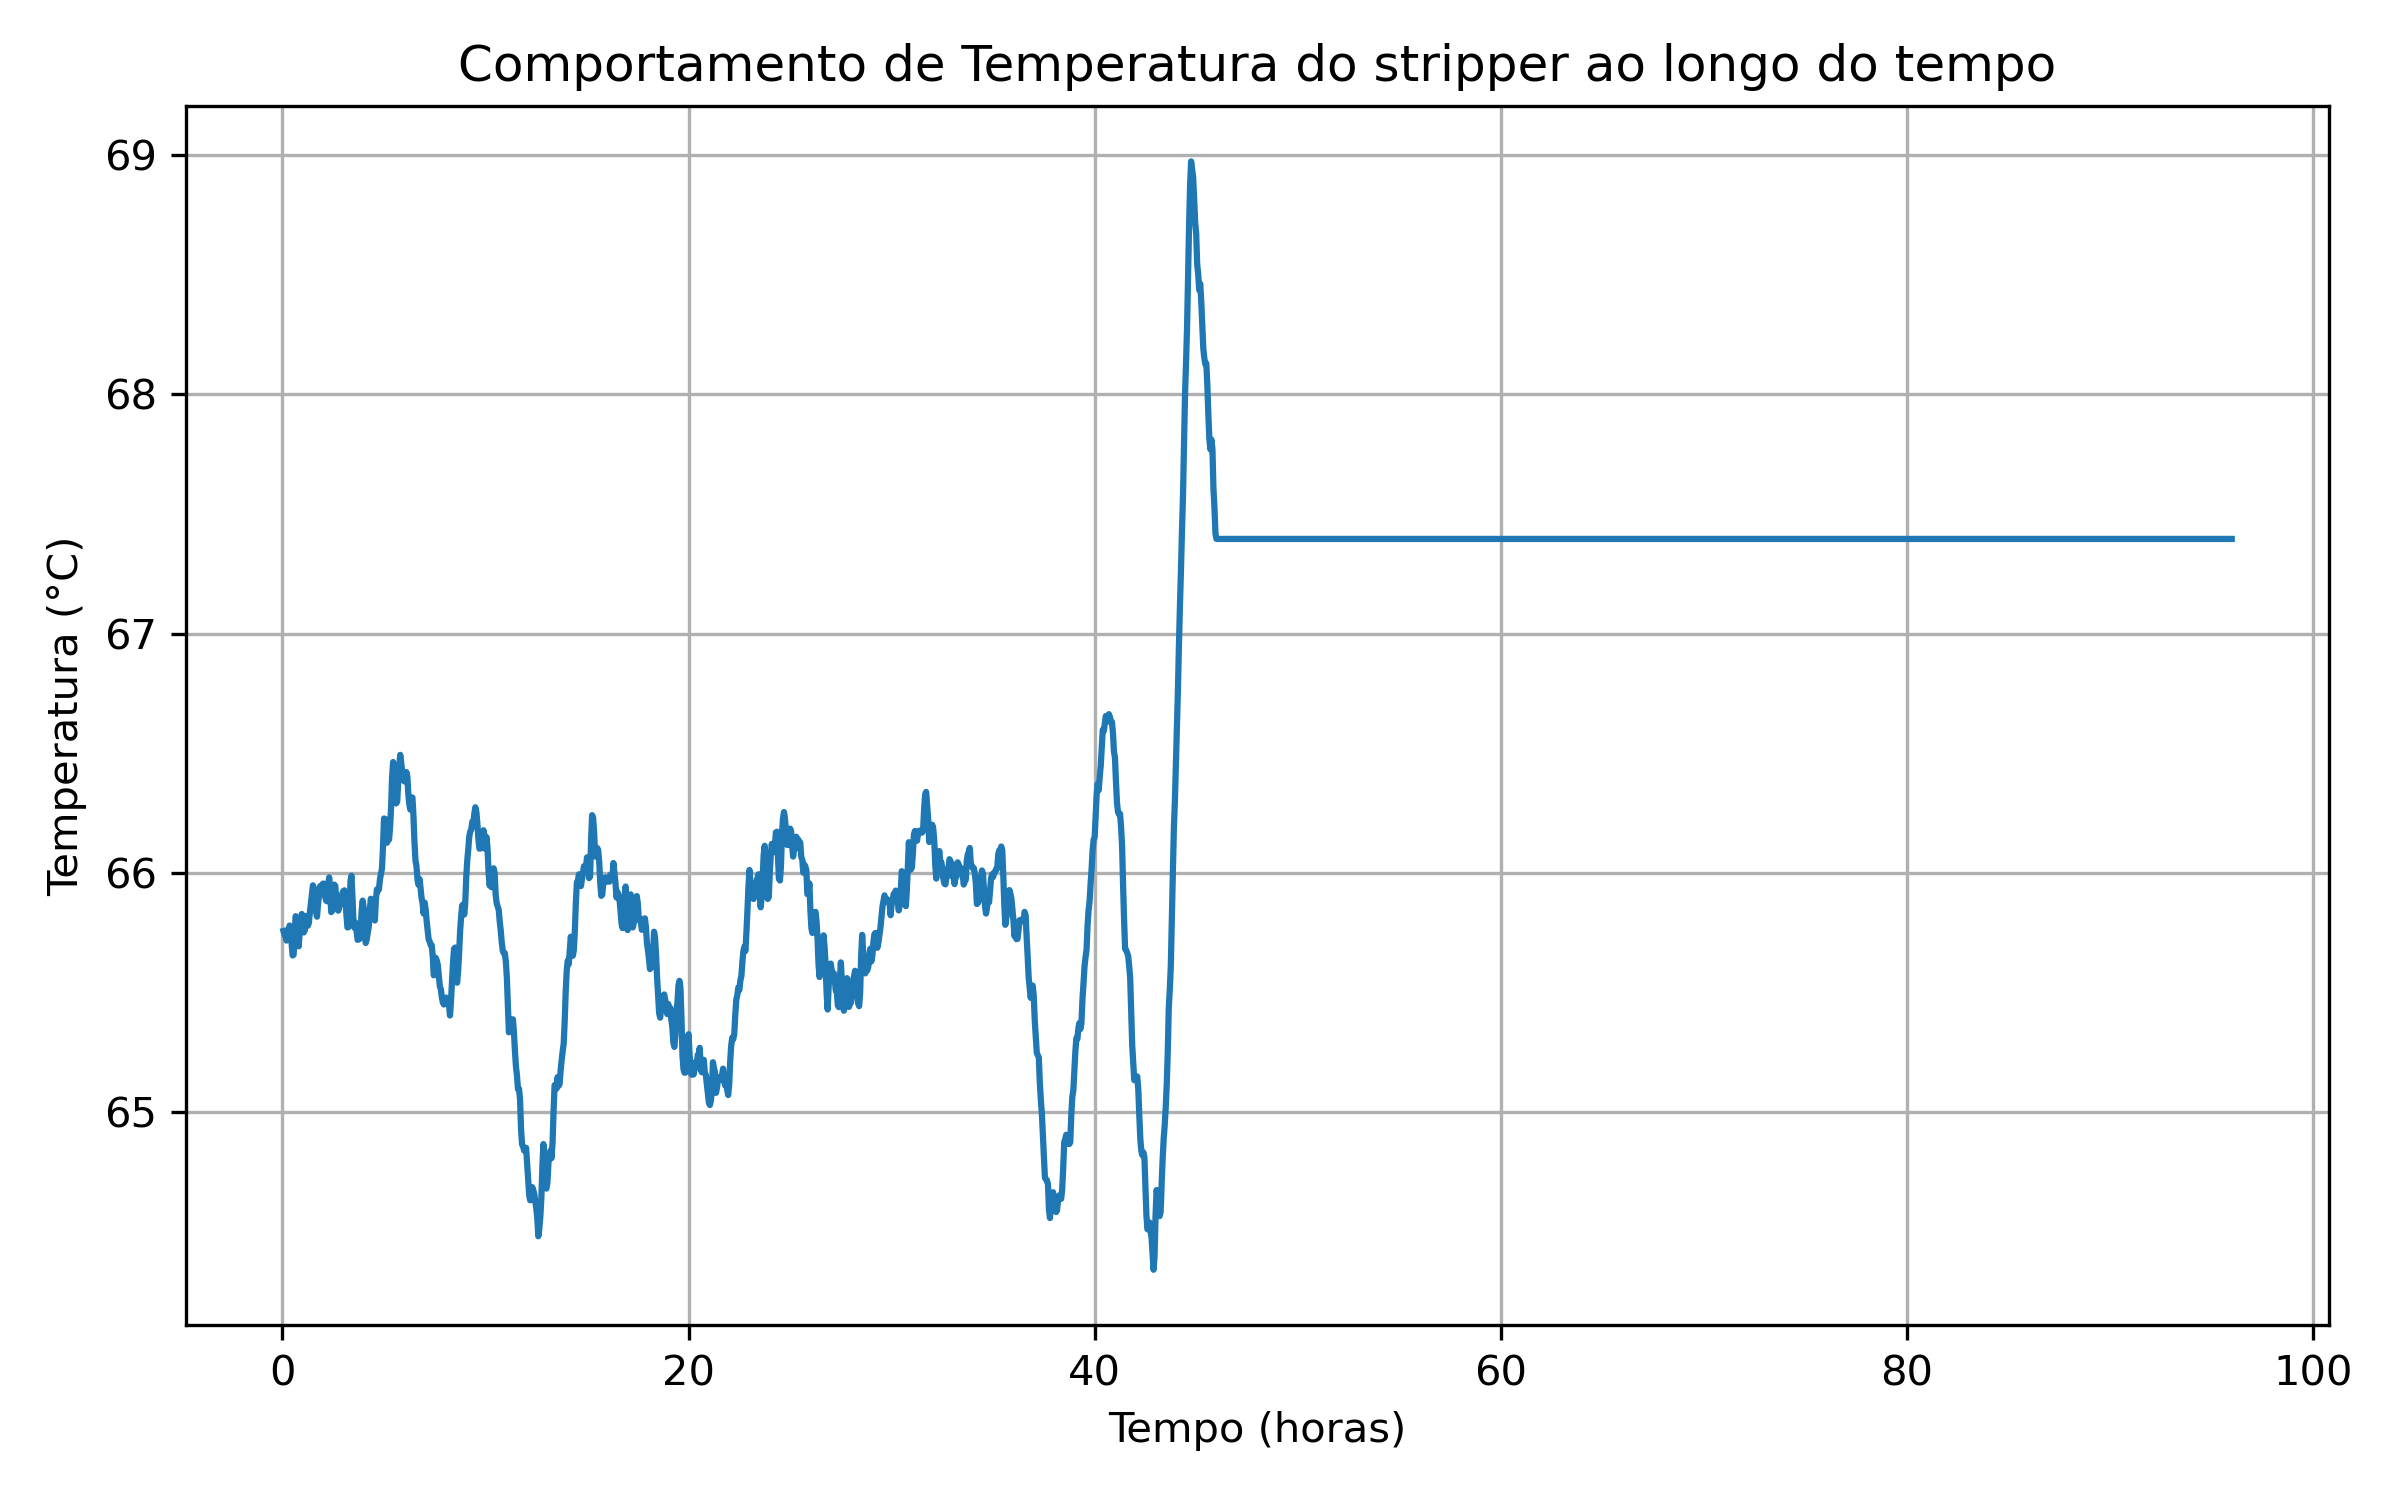 Comportamento de Temperatura do stripper ao longo do tempo
Temperatura (°C)
69
68
67
66
65
0 20 40 60 80 100
Tempo (horas)